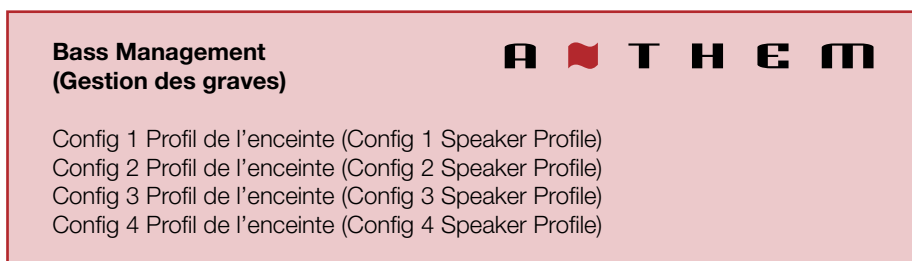 Bass Management
(Gestion des graves)
ANTHEM
Config 1 Profil de l’enceinte (Config 1 Speaker Profile)
Config 2 Profil de l’enceinte (Config 2 Speaker Profile)
Config 3 Profil de l’enceinte (Config 3 Speaker Profile)
Config 4 Profil de l’enceinte (Config 4 Speaker Profile)